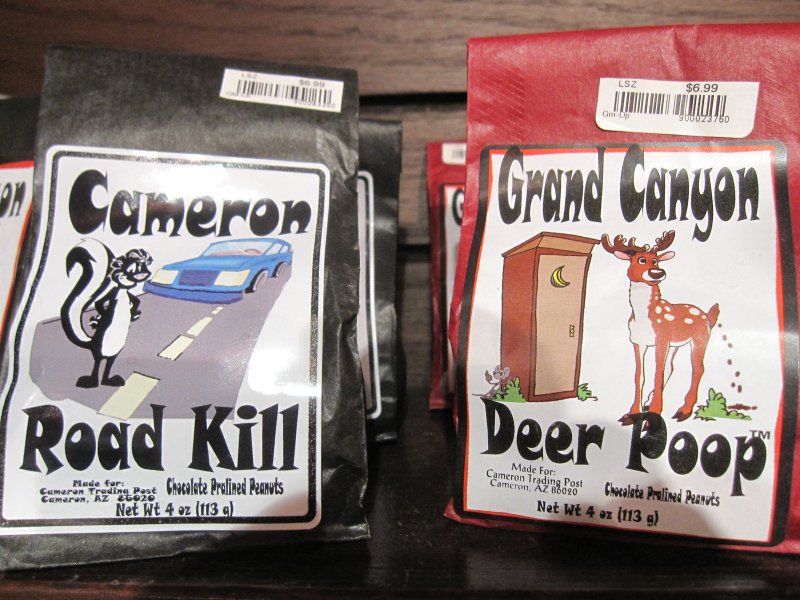 LSZ $6.99
Cameron
Road Kill
Made for:
Cameron Trading Post
Cameron, AZ 86020
Chocolate Pralined Peanuts
Net Wt 4 oz (113 g)
LSZ $6.99
Gm-Dp 900023760
Grand Canyon
Deer Poop™
Made For:
Cameron Trading Post
Cameron, AZ 86020
Chocolate Pralined Peanuts
Net Wt 4 oz (113 g)